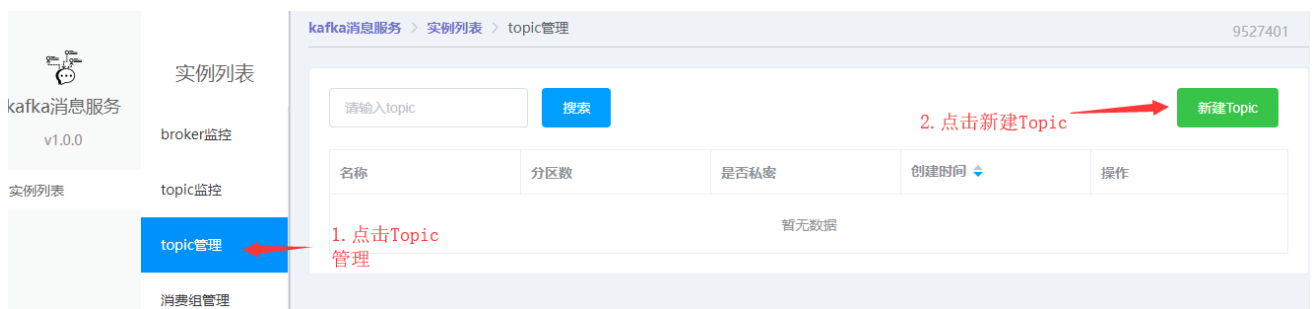 kafka消息服务
v1.0.0
实例列表
实例列表
broker监控
topic监控
topic管理
消费组管理
kafka消息服务 > 实例列表 > topic管理
9527401
请输入topic
搜索
新建Topic
2.点击新建Topic
名称 分区数 是否私密 创建时间 操作
暂无数据
1.点击Topic
管理